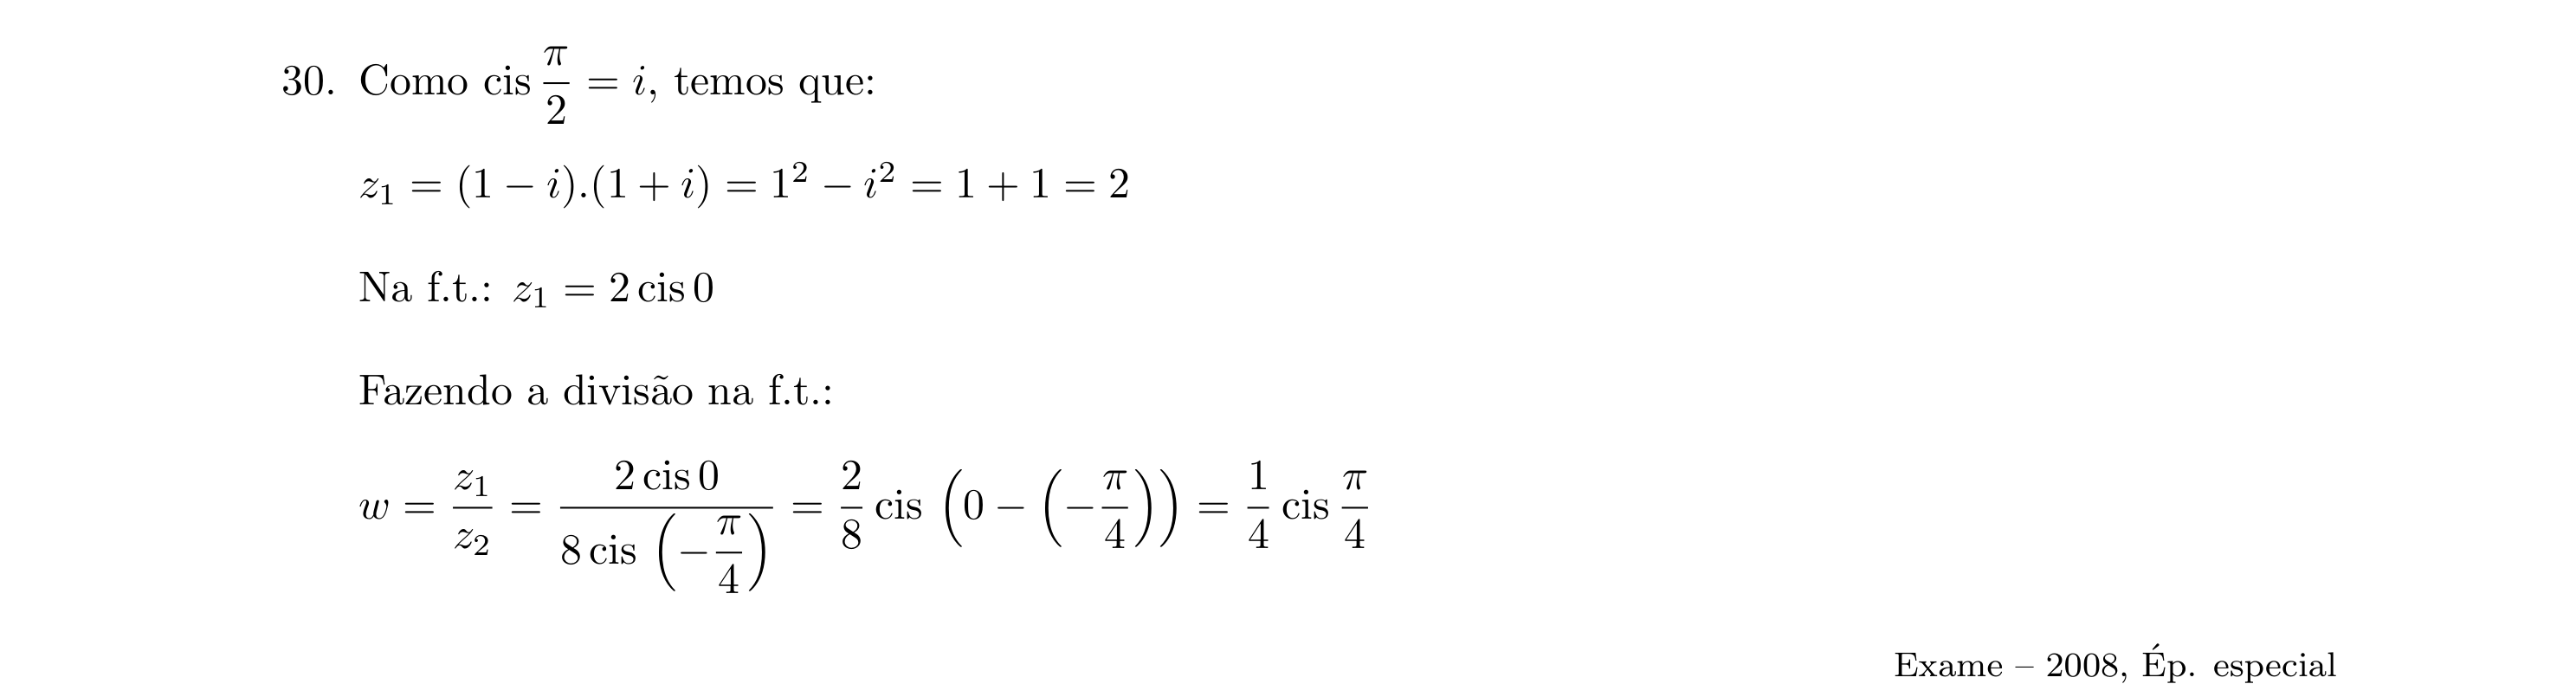 30. Como cis π/2 = i, temos que:
z₁ = (1 − i).(1 + i) = 1² − i² = 1 + 1 = 2
Na f.t.: z₁ = 2 cis 0
Fazendo a divisão na f.t.:
w = z₁/z₂ = (2 cis 0)/(8 cis (−π/4)) = 2/8 cis (0 − (−π/4)) = 1/4 cis π/4
Exame – 2008, Ép. especial